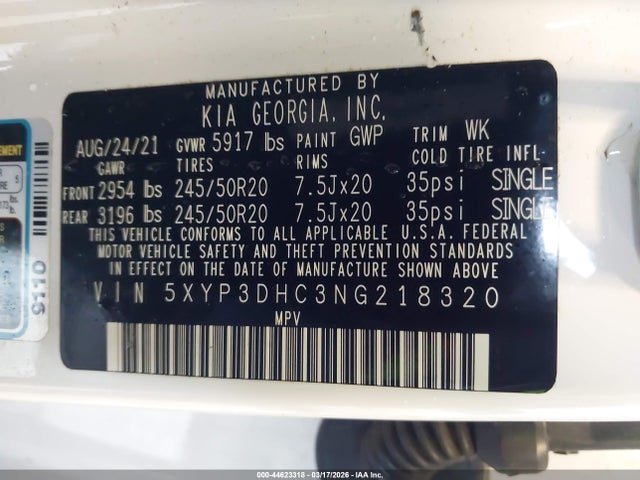 MANUFACTURED BY
KIA GEORGIA, INC.
AUG/24/21 GVWR 5917 lbs PAINT GWP TRIM WK
GAWR TIRES RIMS COLD TIRE INFL-
FRONT 2954 lbs 245/50R20 7.5Jx20 35psi SINGLE
REAR 3196 lbs 245/50R20 7.5Jx20 35psi SINGLE
THIS VEHICLE CONFORMS TO ALL APPLICABLE U.S.A. FEDERAL
MOTOR VEHICLE SAFETY AND THEFT PREVENTION STANDARDS
IN EFFECT ON THE DATE OF MANUFACTURE SHOWN ABOVE
VIN 5XYP3DHC3NG218320
MPV
9110
000-44623318 - 03/17/2026 - IAA Inc.